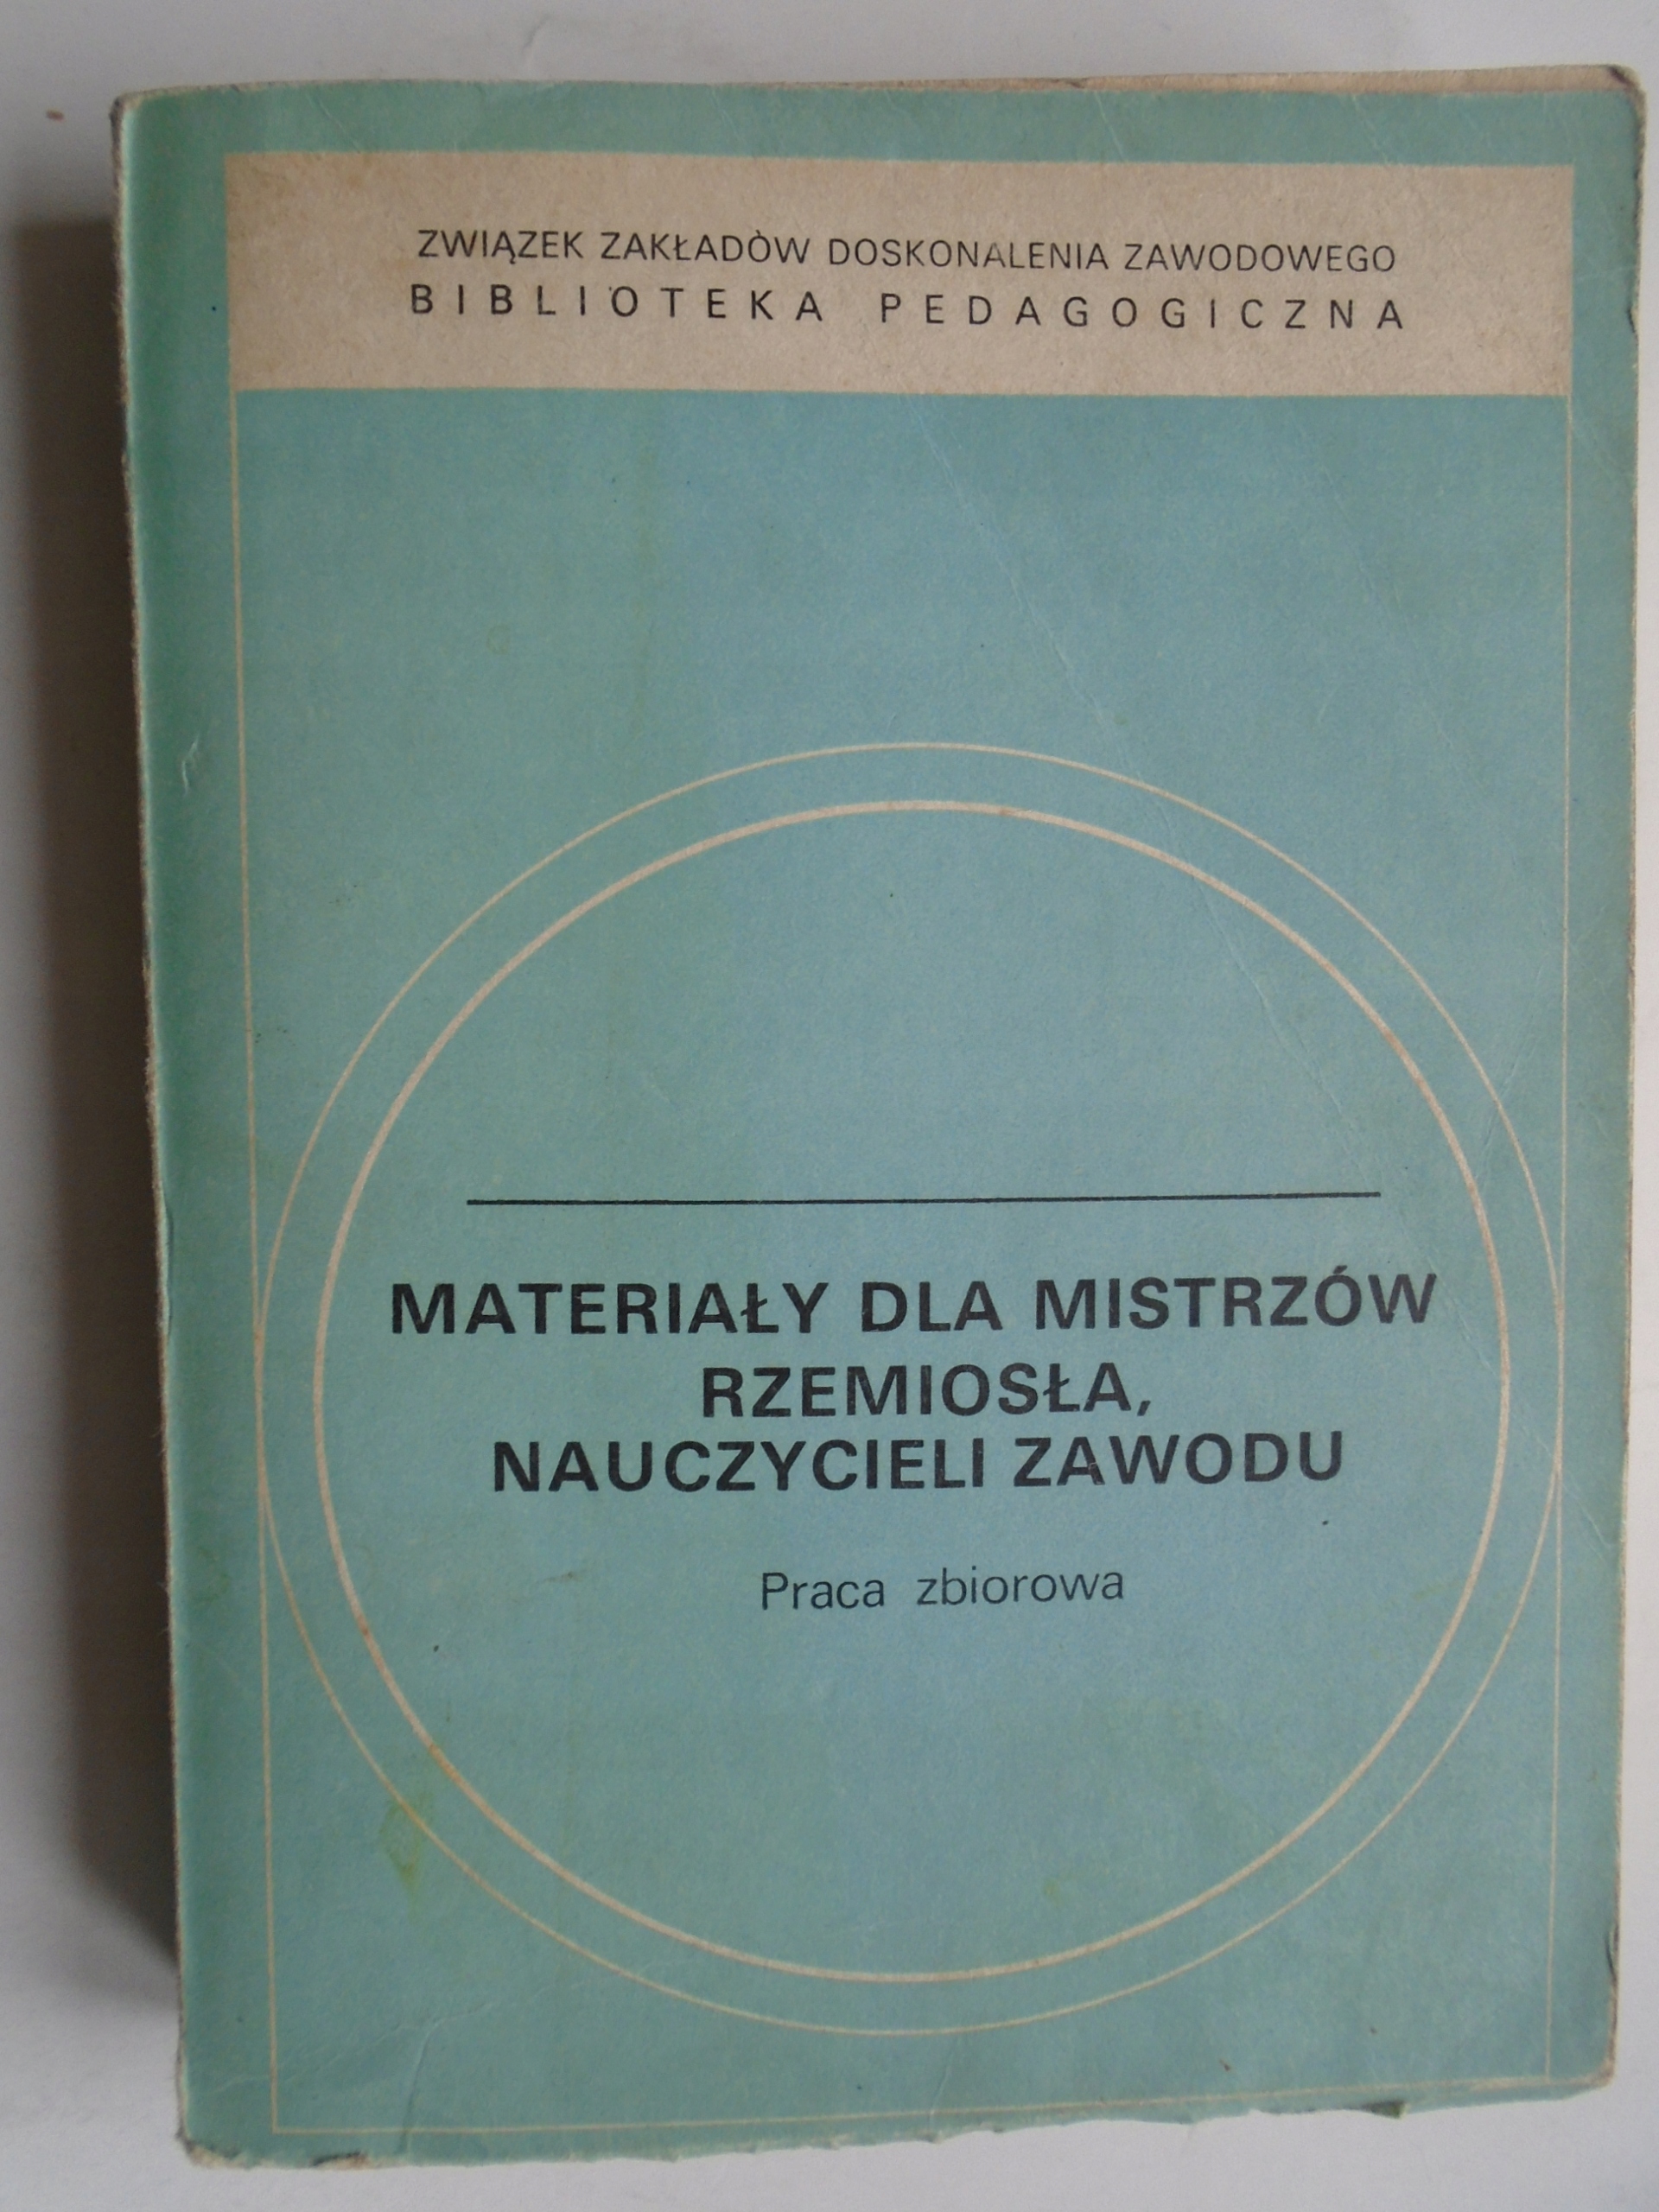 ZWIĄZEK ZAKŁADÓW DOSKONALENIA ZAWODOWEGO
BIBLIOTEKA PEDAGOGICZNA
MATERIAŁY DLA MISTRZÓW
RZEMIOSŁA,
NAUCZYCIELI ZAWODU
Praca zbiorowa